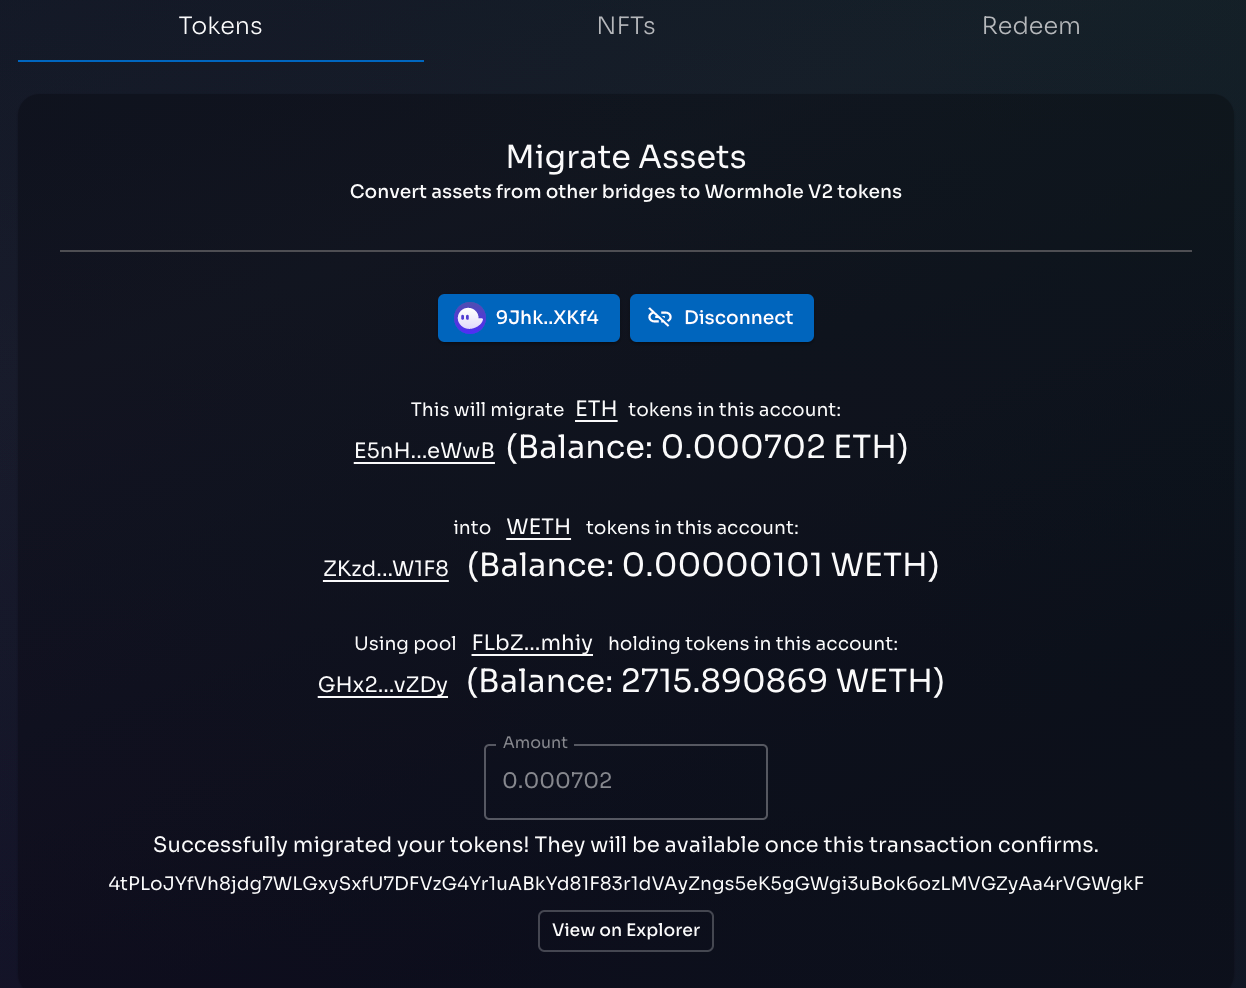 Tokens NFTs Redeem
Migrate Assets
Convert assets from other bridges to Wormhole V2 tokens
9Jhk..XKf4 Disconnect
This will migrate ETH tokens in this account:
E5nH...eWwB (Balance: 0.000702 ETH)
into WETH tokens in this account:
ZKzd...W1F8 (Balance: 0.00000101 WETH)
Using pool FLbZ...mhiy holding tokens in this account:
GHx2...vZDy (Balance: 2715.890869 WETH)
Amount
0.000702
Successfully migrated your tokens! They will be available once this transaction confirms.
4tPLoJYfVh8jdg7WLGxySxfU7DFVzG4Yr1uABkYd81F83r1dVAyZngs5eK5gGWgi3uBok6ozLMVGZyAa4rVGWgkF
View on Explorer